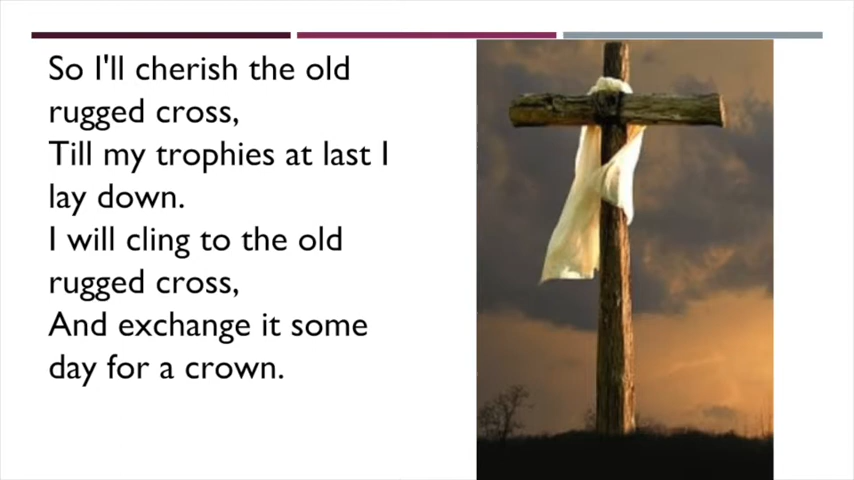 So I'll cherish the old
rugged cross,
Till my trophies at last I
lay down.
I will cling to the old
rugged cross,
And exchange it some
day for a crown.